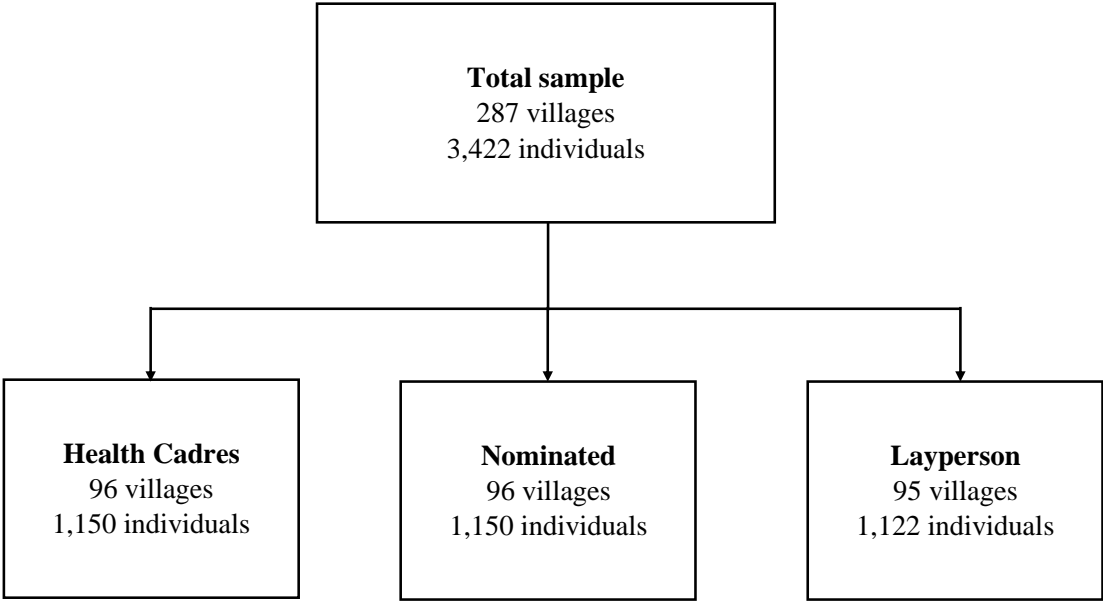 Total sample
287 villages
3,422 individuals
Health Cadres
96 villages
1,150 individuals
Nominated
96 villages
1,150 individuals
Layperson
95 villages
1,122 individuals